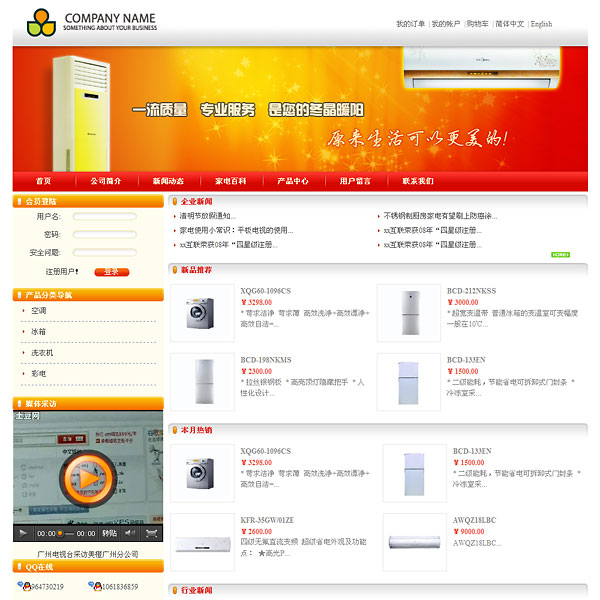 COMPANY NAME
SOMETHING ABOUT YOUR BUSINESS
我的订单 | 我的帐户 | 购物车 | 简体中文 | English
一流质量 专业服务 是您的冬晶暖阳
原来生活可以更美的!
首页 公司简介 新闻动态 家电百科 产品中心 用户留言 联系我们
会员登陆
用户名:
密码:
安全问题:
注册用户! 登录
产品分类导航
空调
冰箱
洗衣机
彩电
媒体采访
土豆网
00:00 00:00 转贴
广州电视台采访美橙广州分公司
QQ在线
964730219 1061836859
企业新闻
清明节放假通知...
不锈钢制厨房家电有望刷上防癌涂...
家电使用小常识:平板电视的使用...
xx互联荣获08年“四星级注册...
xx互联荣获08年“四星级注册...
xx互联荣获08年“四星级注册...
MORE
新品推荐
XQG60-1096CS
¥ 3298.00
* 苛求洁净 苛求薄 高效洗净+高效漂净+高效自洁=...
BCD-212NKSS
¥ 3000.00
* 超宽变温带 普通冰箱的变温室可变幅度一般在10℃...
BCD-198NKMS
¥ 2300.00
* 拉丝钢钢板 * 高亮顶灯隐藏把手 * 人性化设计...
BCD-133EN
¥ 1500.00
* 二级能耗,节能省电可拆卸式门封条 * 冷冻室采...
本月热销
XQG60-1096CS
¥ 3298.00
* 苛求洁净 苛求薄 高效洗净+高效漂净+高效自洁=...
BCD-133EN
¥ 1500.00
* 二级能耗,节能省电可拆卸式门封条 * 冷冻室采...
KFR-35GW/01ZE
¥ 2600.00
四级无氟直流变频 超级省电外观及功能点: ★高光P...
AWQZ18LBC
¥ 9000.00
AWQZ18LBC...
行业新闻